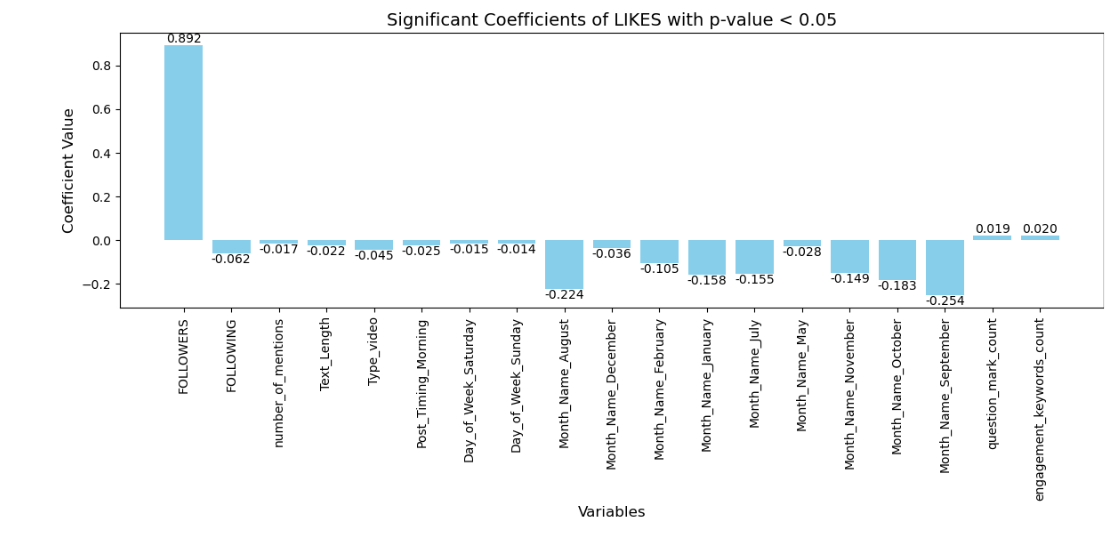 Significant Coefficients of LIKES with p-value < 0.05
Coefficient Value
0.8
0.6
0.4
0.2
0.0
−0.2
0.892
-0.062
-0.017
-0.022
-0.045
-0.025
-0.015
-0.014
-0.224
-0.036
-0.105
-0.158
-0.155
-0.028
-0.149
-0.183
-0.254
0.019
0.020
FOLLOWERS
FOLLOWING
number_of_mentions
Text_Length
Type_video
Post_Timing_Morning
Day_of_Week_Saturday
Day_of_Week_Sunday
Month_Name_August
Month_Name_December
Month_Name_February
Month_Name_January
Month_Name_July
Month_Name_May
Month_Name_November
Month_Name_October
Month_Name_September
question_mark_count
engagement_keywords_count
Variables